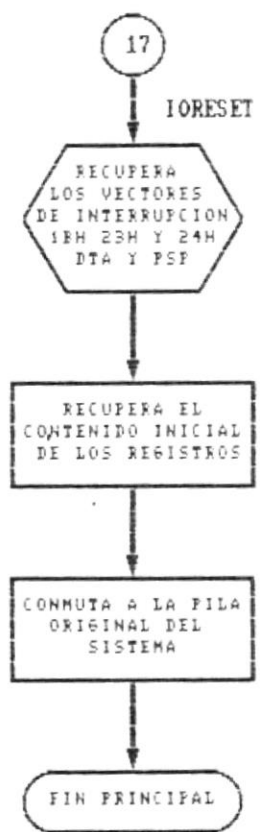 17
IORESET
RECUPERA
LOS VECTORES
DE INTERRUPCION
1BH 23H Y 24H
DTA Y PSP
RECUPERA EL
CONTENIDO INICIAL
DE LOS REGISTROS
CONMUTA A LA PILA
ORIGINAL DEL
SISTEMA
FIN PRINCIPAL